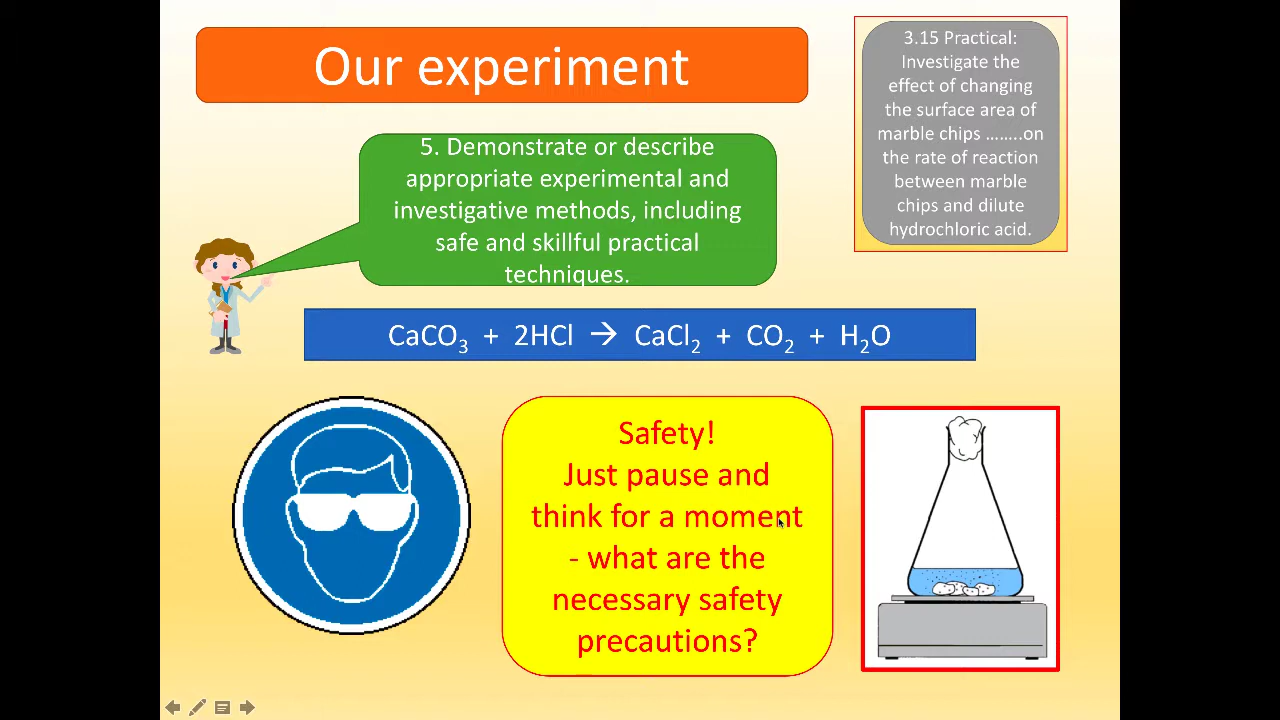 Our experiment
3.15 Practical:
Investigate the
effect of changing
the surface area of
marble chips ……..on
the rate of reaction
between marble
chips and dilute
hydrochloric acid.
5. Demonstrate or describe
appropriate experimental and
investigative methods, including
safe and skillful practical
techniques.
CaCO₃ + 2HCl → CaCl₂ + CO₂ + H₂O
Safety!
Just pause and
think for a moment
- what are the
necessary safety
precautions?